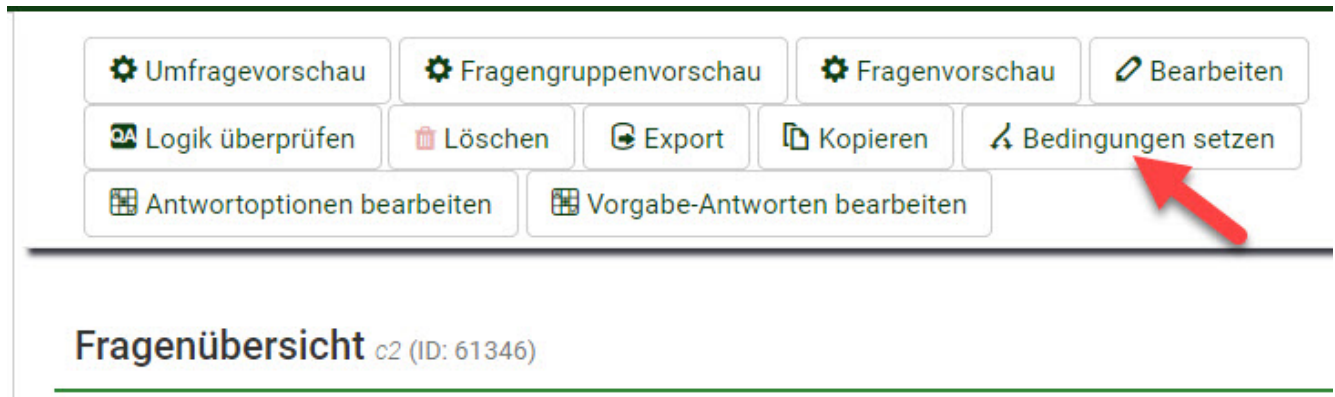 Umfragevorschau Fragengruppenvorschau Fragenvorschau Bearbeiten
QA Logik überprüfen Löschen Export Kopieren Bedingungen setzen
Antwortoptionen bearbeiten Vorgabe-Antworten bearbeiten
Fragenübersicht c2 (ID: 61346)